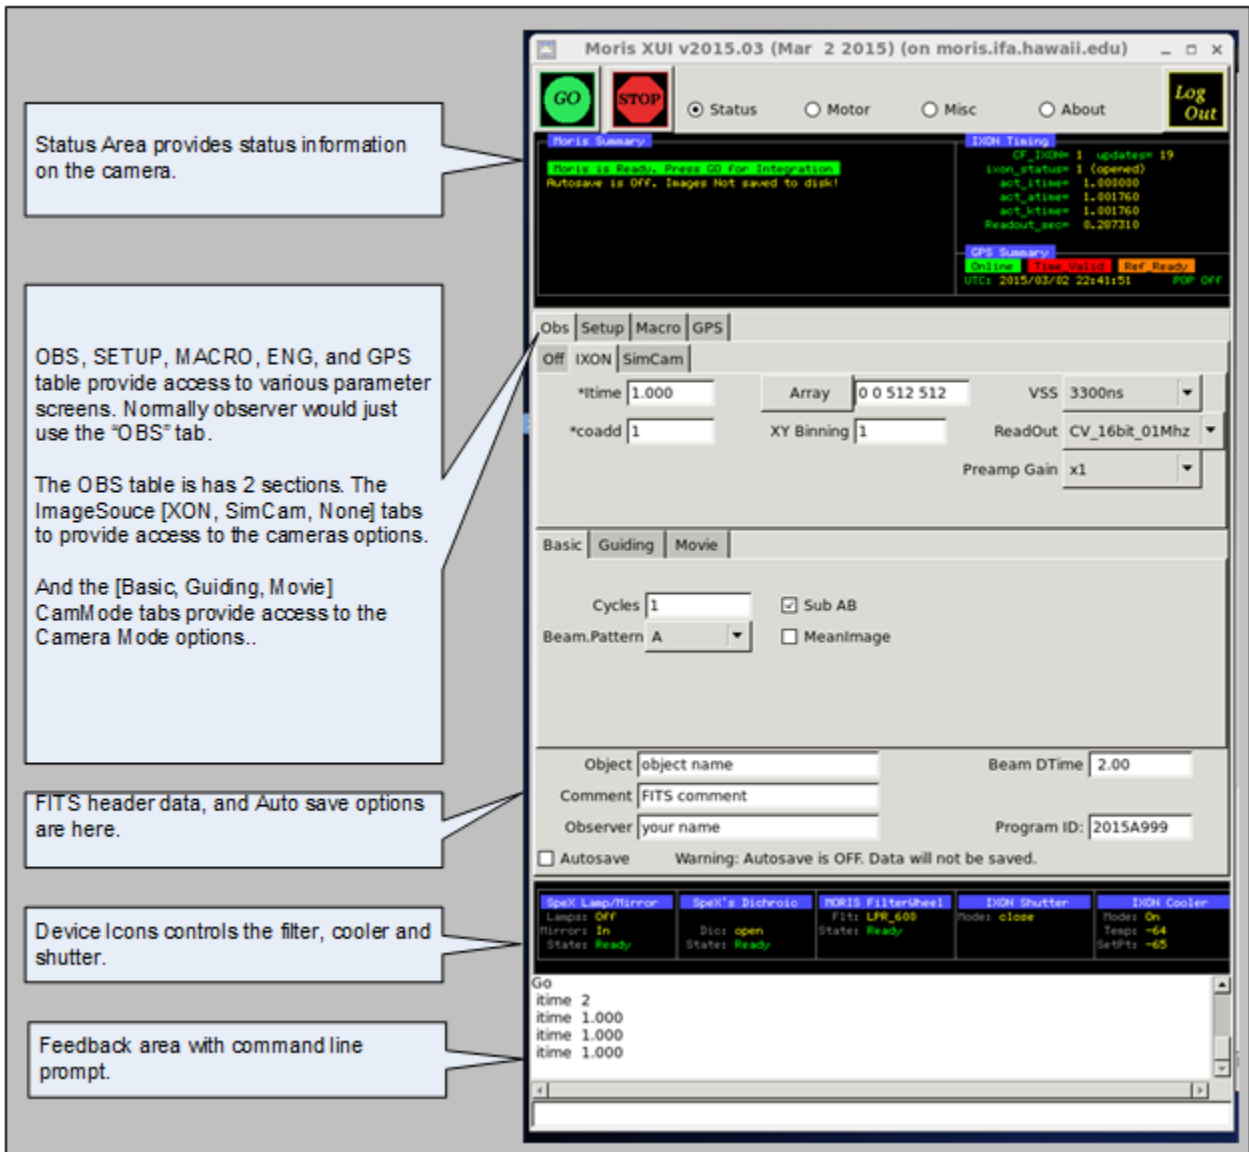 Moris XUI v2015.03 (Mar 2 2015) (on moris.ifa.hawaii.edu)
GO
STOP
Status
Motor
Misc
About
Log
Out
Status Area provides status information
on the camera.
Moris Summary
Moris is Ready. Press GO for Integration
Autosave is Off. Images Not saved to disk!
IXON Timing
CF_IXON= 1 updates= 19
ixon_status= 1 (opened)
act_itime= 1.000000
act_atime= 1.001760
act_ktime= 1.001760
Readout_sec= 0.287310
GPS Summary
Online Time_Valid Ref_Ready
UTC: 2015/03/02 22:41:51 POP Off
OBS, SETUP, MACRO, ENG, and GPS
table provide access to various parameter
screens. Normally observer would just
use the “OBS” tab.
The OBS table is has 2 sections. The
ImageSouce [XON, SimCam, None] tabs
to provide access to the cameras options.
And the [Basic, Guiding, Movie]
CamMode tabs provide access to the
Camera Mode options..
Obs Setup Macro GPS
Off IXON SimCam
*Itime 1.000 Array 0 0 512 512 VSS 3300ns
*coadd 1 XY Binning 1 ReadOut CV_16bit_01Mhz
Preamp Gain x1
Basic Guiding Movie
Cycles 1 Sub AB
Beam.Pattern A MeanImage
FITS header data, and Auto save options
are here.
Object object name Beam DTime 2.00
Comment FITS comment
Observer your name Program ID: 2015A999
Autosave Warning: Autosave is OFF. Data will not be saved.
Device Icons controls the filter, cooler and
shutter.
SpeX Lamp/Mirror
Lamps: Off
Mirror: In
State: Ready
SpeX's Dichroic
Dic: open
State: Ready
MORIS FilterWheel
Flt: LPR_600
State: Ready
IXON Shutter
Mode: close
IXON Cooler
Mode: On
Temp: -64
SetPt: -65
Feedback area with command line
prompt.
Go
itime 2
itime 1.000
itime 1.000
itime 1.000